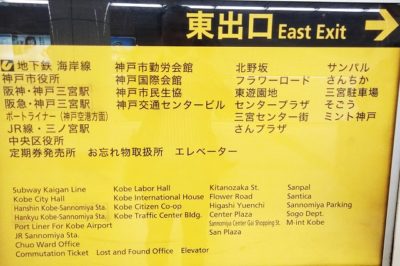 東出口 East Exit
地下鉄 海岸線 神戸市勤労会館 北野坂 サンパル
神戸市役所 神戸国際会館 フラワーロード さんちか
阪神・神戸三宮駅 神戸市民生協 東遊園地 三宮駐車場
阪急・神戸三宮駅 神戸交通センタービル センタープラザ そごう
ポートライナー(神戸空港方面) 三宮センター街 ミント神戸
JR線・三ノ宮駅 さんプラザ
中央区役所
定期券発売所 お忘れ物取扱所 エレベーター
Subway Kaigan Line Kobe Labor Hall Kitanozaka St. Sanpal
Kobe City Hall Kobe International House Flower Road Santica
Hanshin Kobe-Sannomiya Sta. Kobe Citizen Co-op Higashi Yuenchi Sannomiya Parking
Hankyu Kobe-Sannomiya Sta. Kobe Traffic Center Bldg. Center Plaza Sogo Dept.
Port Liner For Kobe Airport Sannomiya Center Gai Shopping St. M-int Kobe
JR Sannomiya Sta. San Plaza
Chuo Ward Office
Commutation Ticket Lost and Found Office Elevator